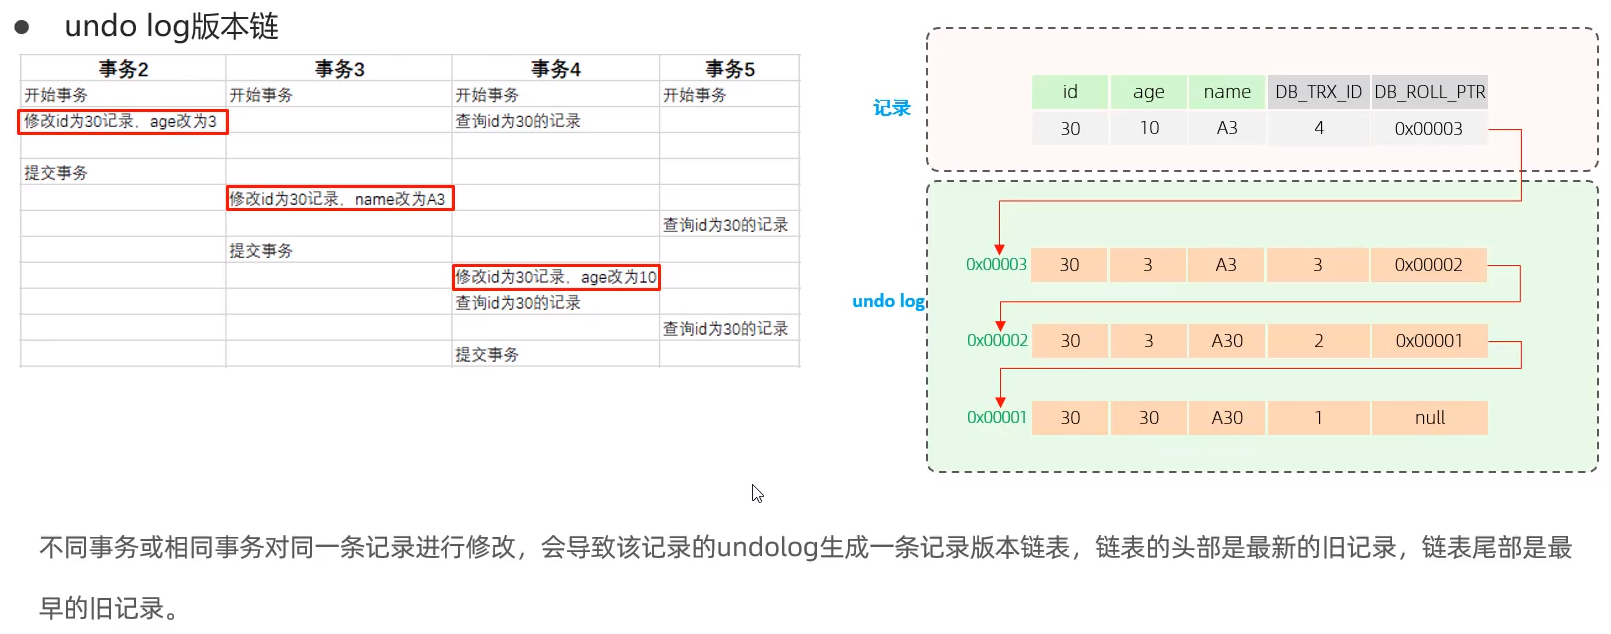 ● undo log版本链
事务2 事务3 事务4 事务5
开始事务 开始事务 开始事务 开始事务
修改id为30记录，age改为3 查询id为30的记录
提交事务
修改id为30记录，name改为A3
查询id为30的记录
提交事务
修改id为30记录，age改为10
查询id为30的记录
查询id为30的记录
提交事务
记录
id age name DB_TRX_ID DB_ROLL_PTR
30 10 A3 4 0x00003
undo log
0x00003 30 3 A3 3 0x00002
0x00002 30 3 A30 2 0x00001
0x00001 30 30 A30 1 null
不同事务或相同事务对同一条记录进行修改，会导致该记录的undolog生成一条记录版本链表，链表的头部是最新的旧记录，链表尾部是最
早的旧记录。